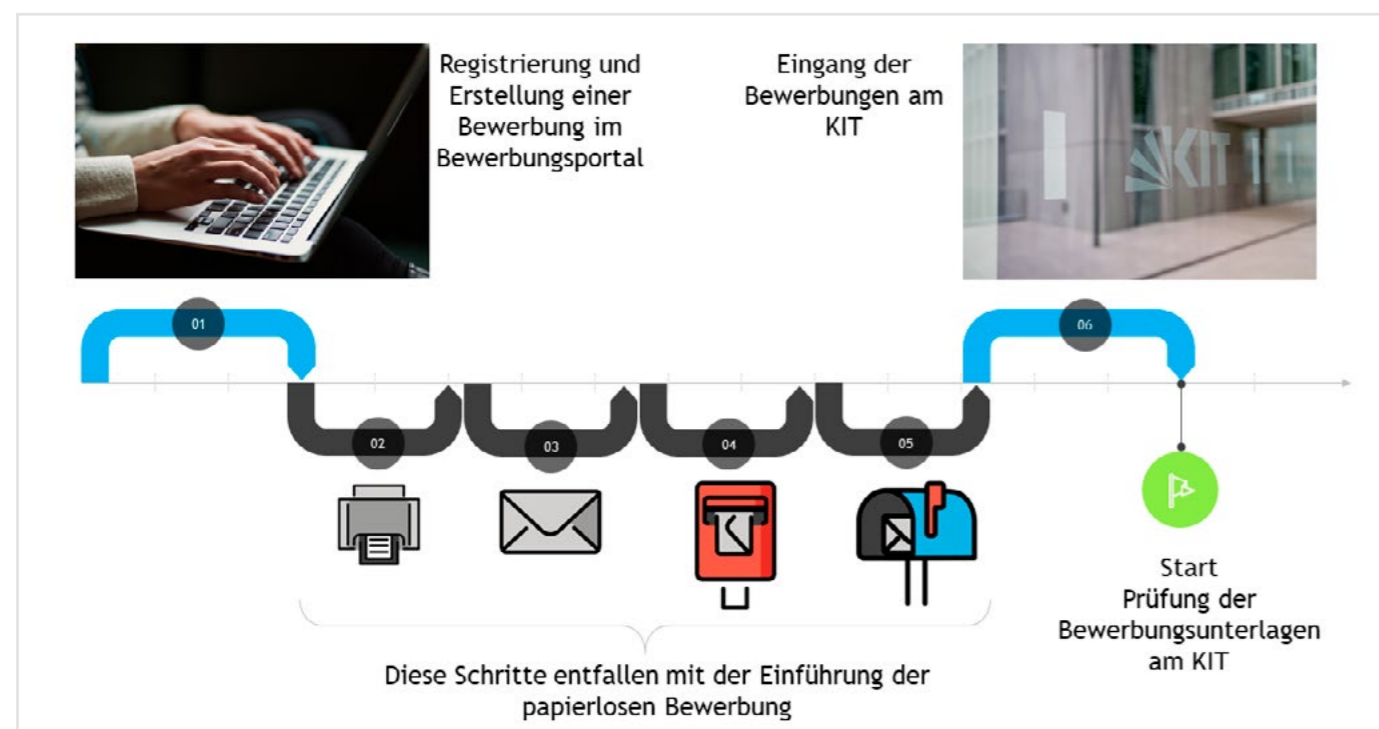 Registrierung und
Erstellung einer
Bewerbung im
Bewerbungsportal
Eingang der
Bewerbungen am
KIT
KIT
01
06
02
03
04
05
Start
Prüfung der
Bewerbungsunterlagen
am KIT
Diese Schritte entfallen mit der Einführung der
papierlosen Bewerbung